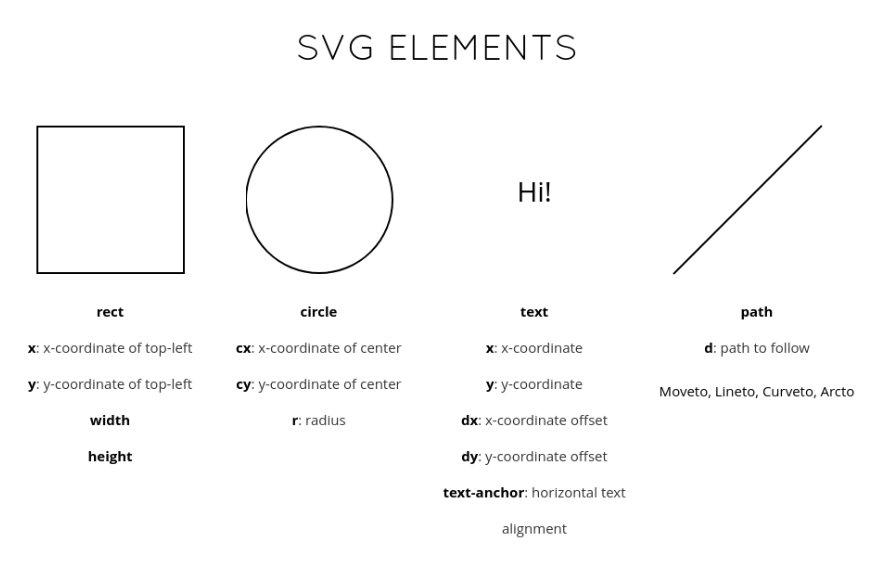 SVG ELEMENTS
Hi!
rect
x: x-coordinate of top-left
y: y-coordinate of top-left
width
height
circle
cx: x-coordinate of center
cy: y-coordinate of center
r: radius
text
x: x-coordinate
y: y-coordinate
dx: x-coordinate offset
dy: y-coordinate offset
text-anchor: horizontal text
alignment
path
d: path to follow
Moveto, Lineto, Curveto, Arcto